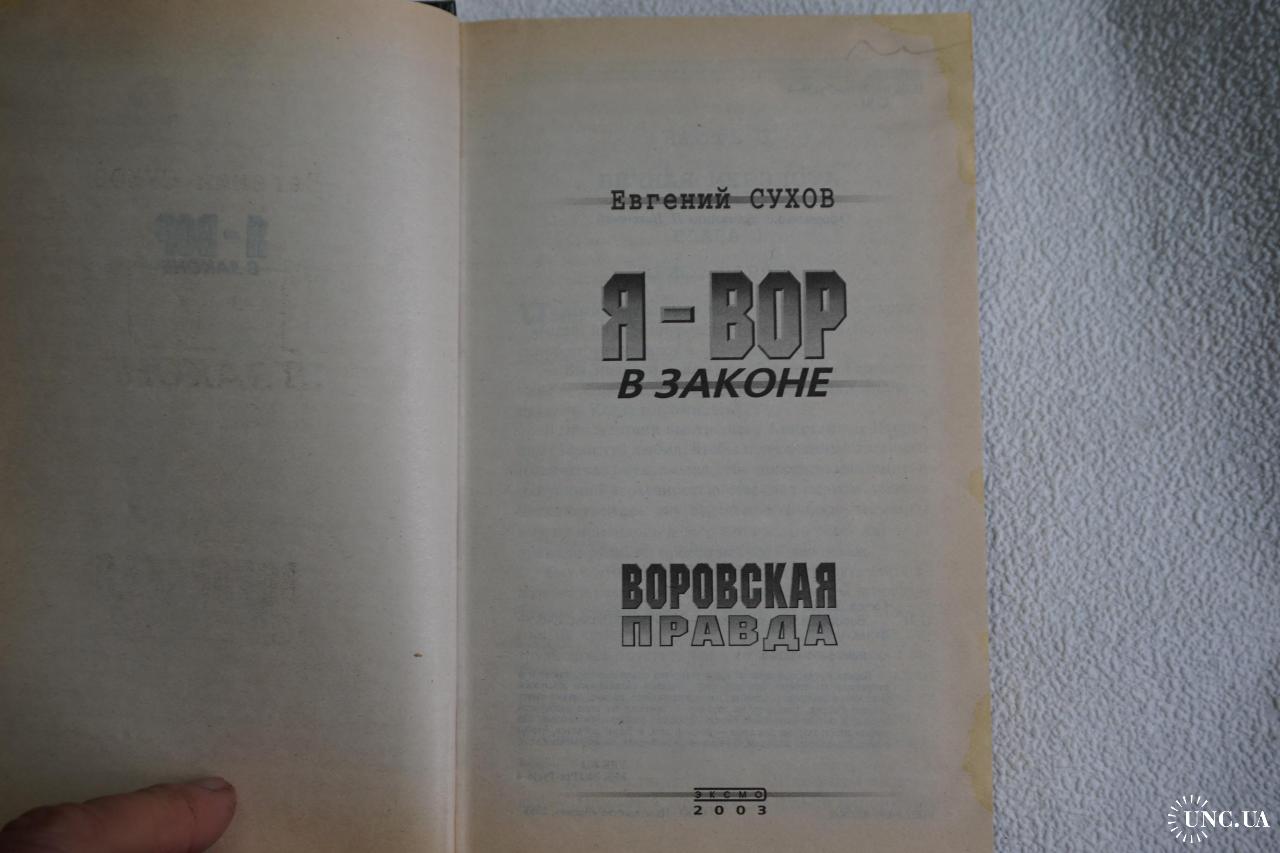 Евгений СУХОВ
Я - ВОР
В ЗАКОНЕ
ВОРОВСКАЯ
ПРАВДА
ЭКСМО
2003
UNC.UA